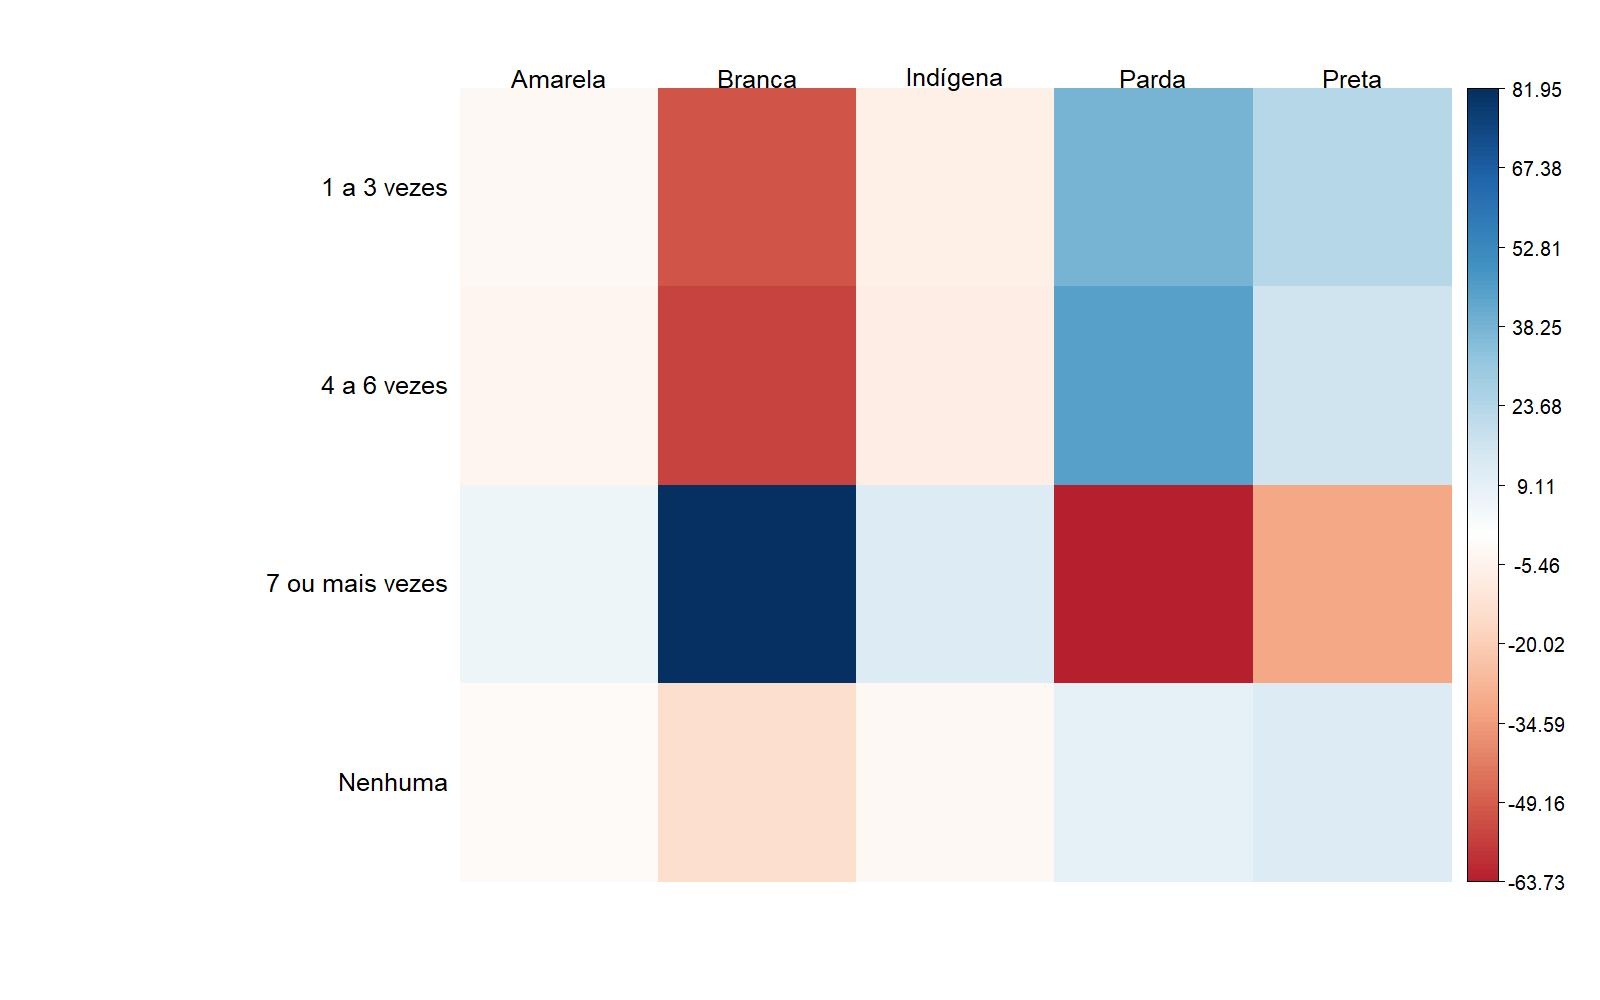 Amarela Branca Indígena Parda Preta
1 a 3 vezes
4 a 6 vezes
7 ou mais vezes
Nenhuma
81.95
67.38
52.81
38.25
23.68
9.11
-5.46
-20.02
-34.59
-49.16
-63.73